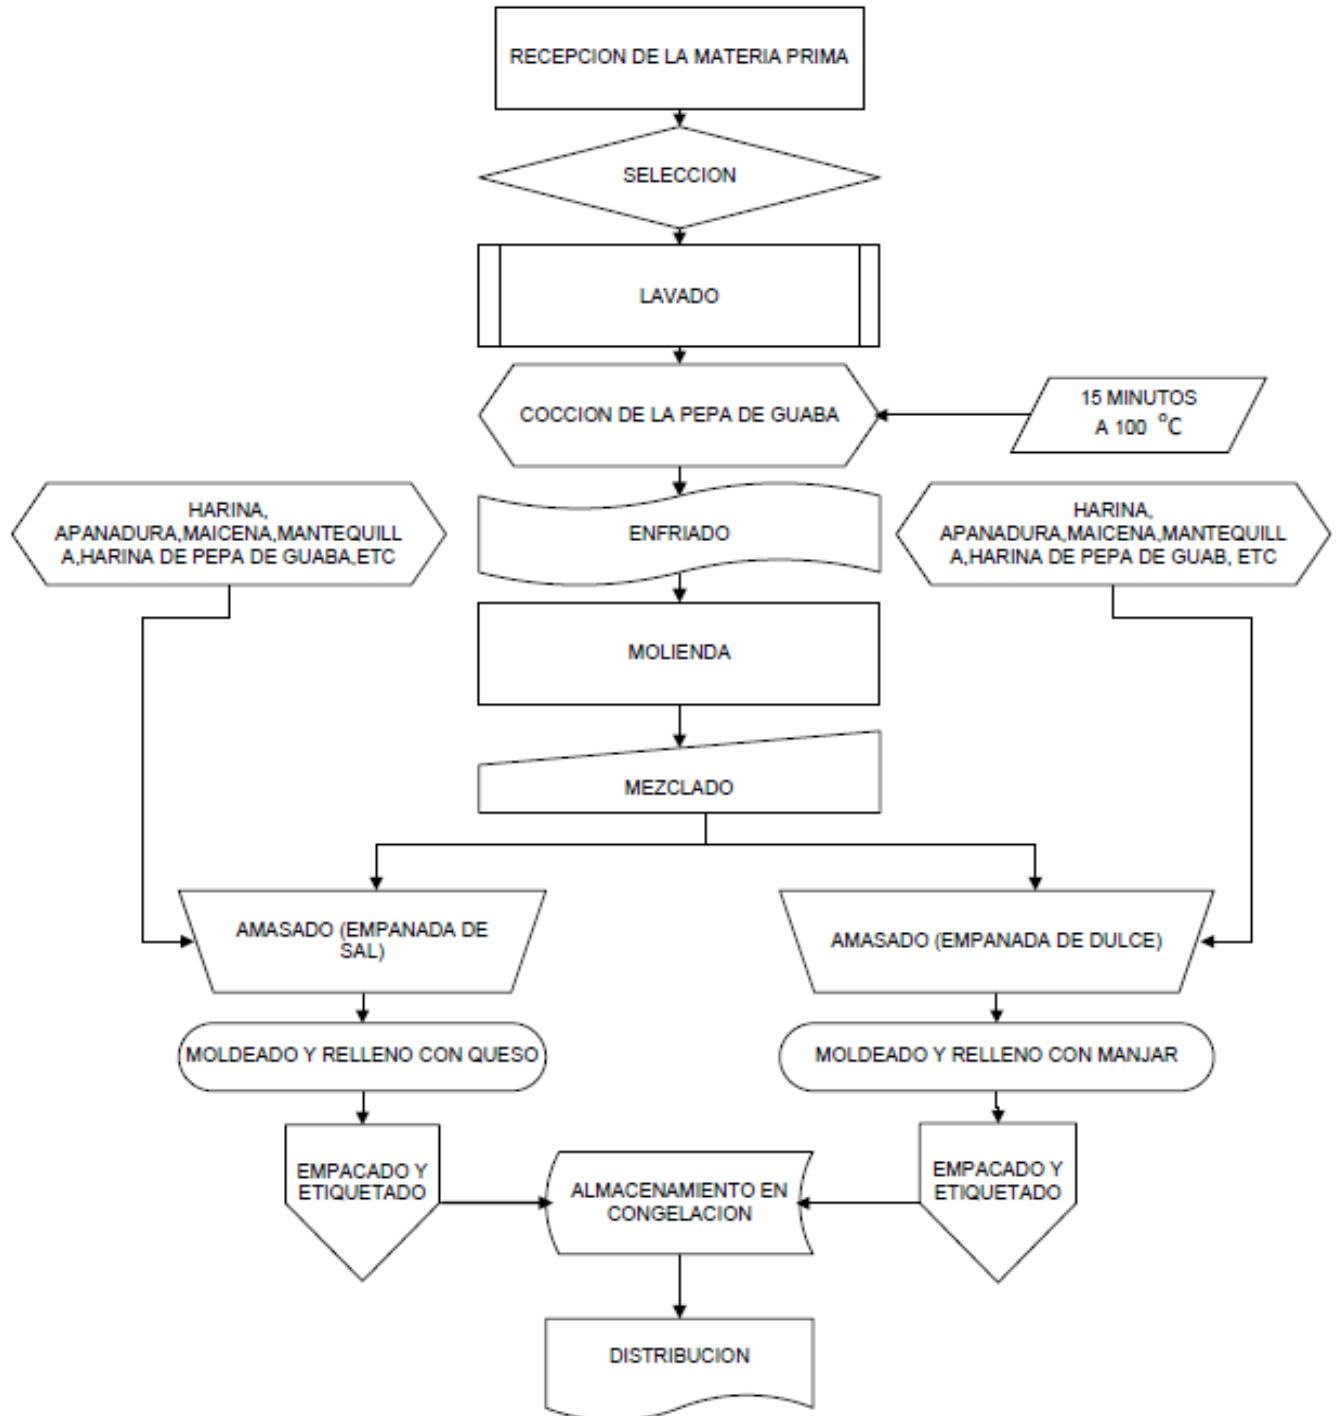 RECEPCION DE LA MATERIA PRIMA
SELECCION
LAVADO
COCCION DE LA PEPA DE GUABA
15 MINUTOS
A 100 °C
HARINA,
APANADURA,MAICENA,MANTEQUILL
A,HARINA DE PEPA DE GUABA,ETC
ENFRIADO
HARINA,
APANADURA,MAICENA,MANTEQUILL
A,HARINA DE PEPA DE GUAB, ETC
MOLIENDA
MEZCLADO
AMASADO (EMPANADA DE
SAL)
AMASADO (EMPANADA DE DULCE)
MOLDEADO Y RELLENO CON QUESO
MOLDEADO Y RELLENO CON MANJAR
EMPACADO Y
ETIQUETADO
ALMACENAMIENTO EN
CONGELACION
EMPACADO Y
ETIQUETADO
DISTRIBUCION